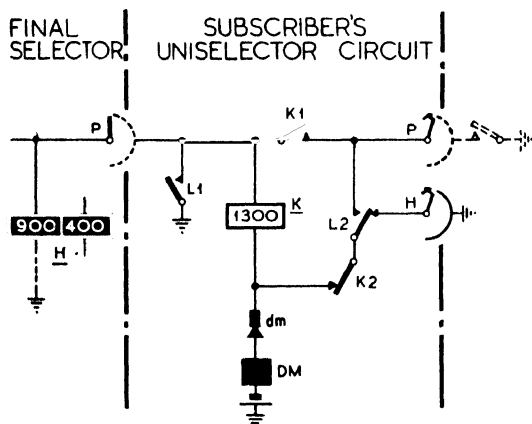 FINAL SELECTOR
SUBSCRIBER'S UNISELECTOR CIRCUIT
P
K1
P
L1
1300 K
L2
H
900 400
H
K2
dm
DM